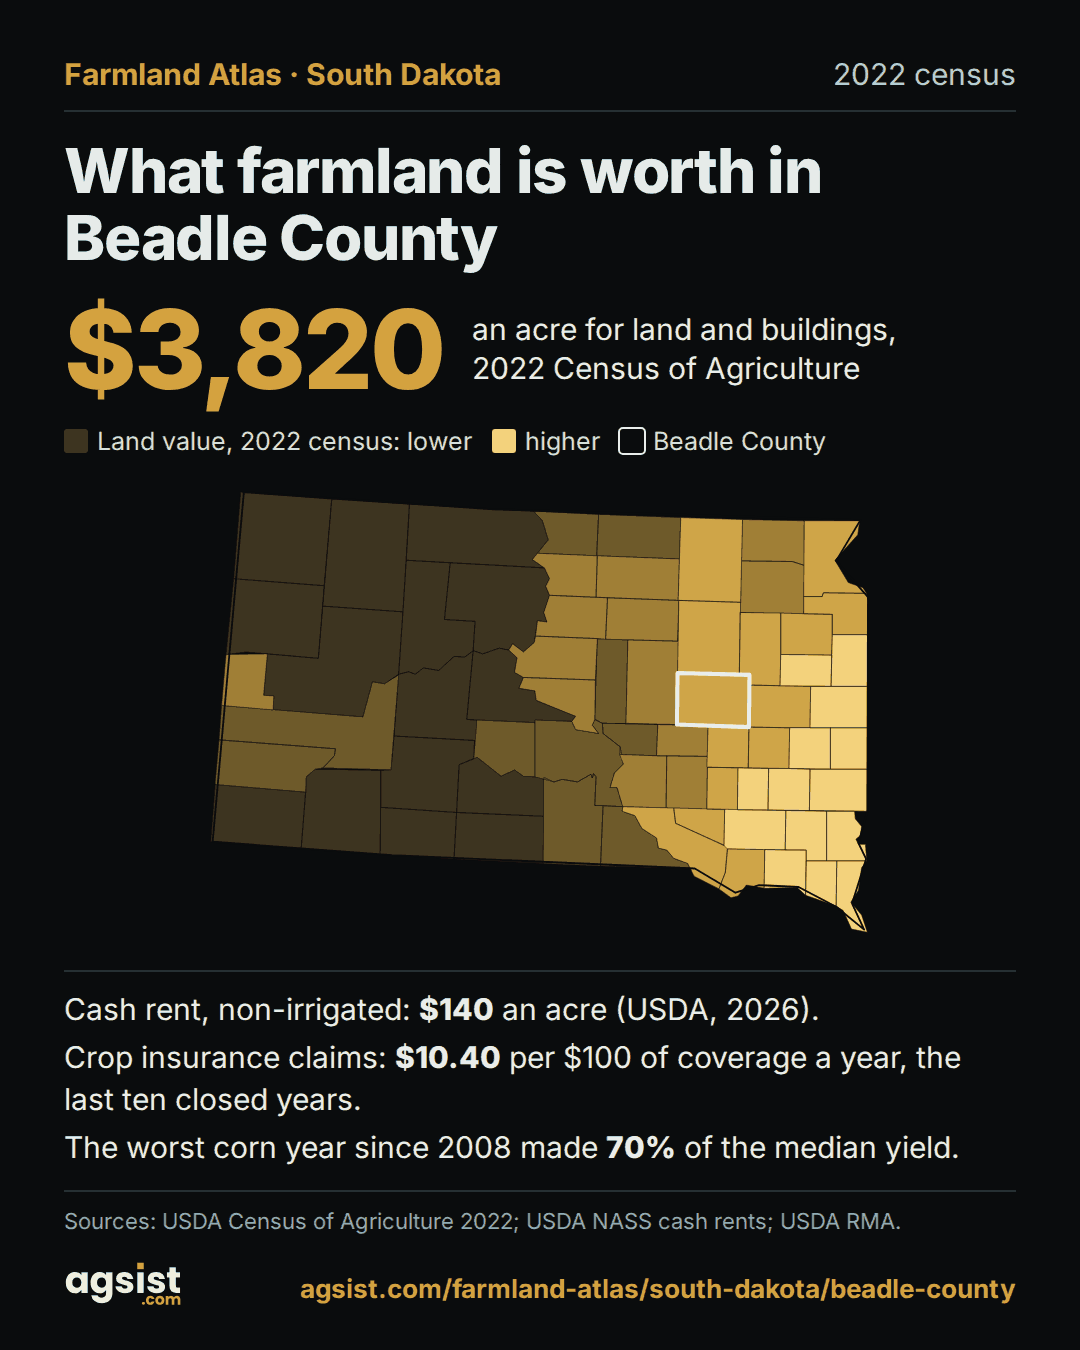 Farmland Atlas · South Dakota
2022 census
What farmland is worth in
Beadle County
$3,820
an acre for land and buildings,
2022 Census of Agriculture
Land value, 2022 census: lower
higher
Beadle County
Cash rent, non-irrigated: $140 an acre (USDA, 2026).
Crop insurance claims: $10.40 per $100 of coverage a year, the
last ten closed years.
The worst corn year since 2008 made 70% of the median yield.
Sources: USDA Census of Agriculture 2022; USDA NASS cash rents; USDA RMA.
agsist
.com
agsist.com/farmland-atlas/south-dakota/beadle-county